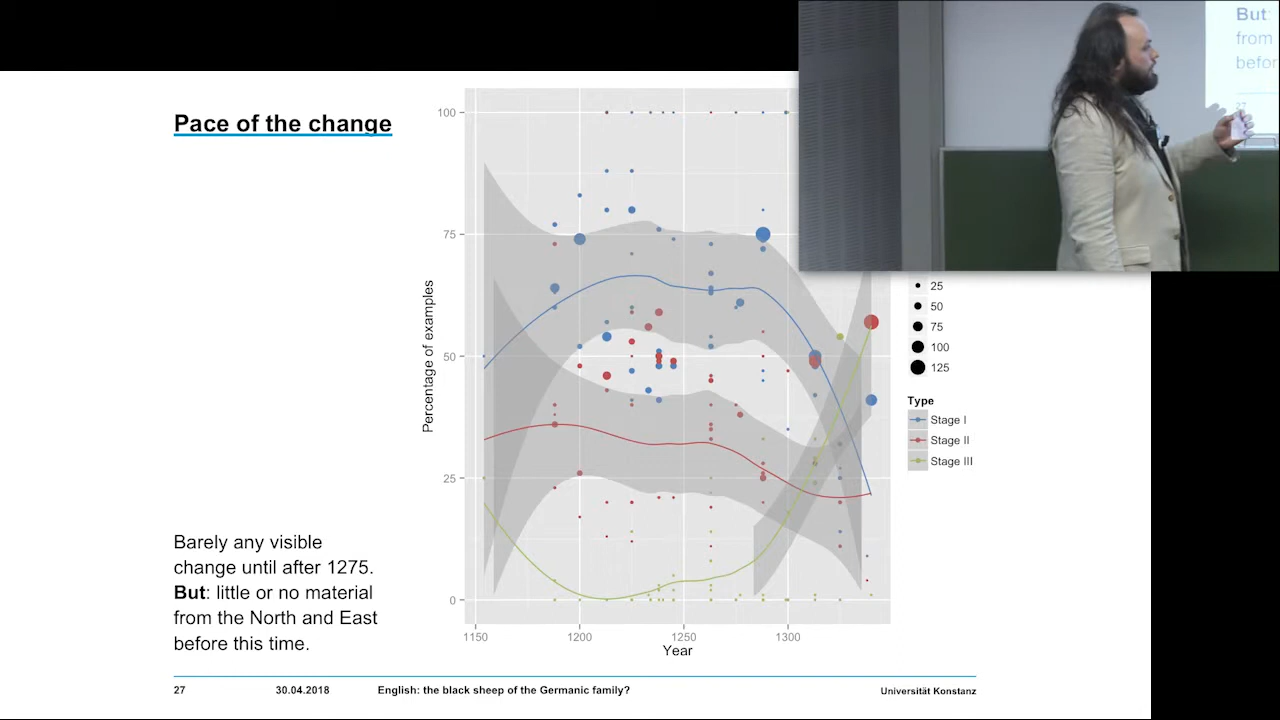 Pace of the change
But:
from
befor
27
100
75
50
25
0
Percentage of examples
1150
1200
1250
1300
Year
25
50
75
100
125
Type
Stage I
Stage II
Stage III
Barely any visible
change until after 1275.
But: little or no material
from the North and East
before this time.
27 30.04.2018 English: the black sheep of the Germanic family? Universität Konstanz